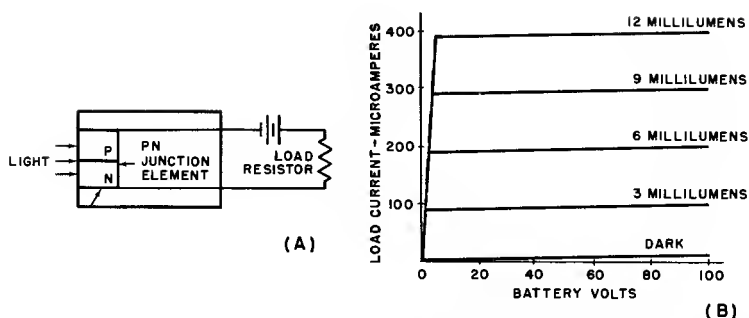 LIGHT
P
N
PN
JUNCTION
ELEMENT
LOAD
RESISTOR
(A)
LOAD CURRENT-MICROAMPERES
400
300
200
100
0
20
40
60
80
100
BATTERY VOLTS
12 MILLILUMENS
9 MILLILUMENS
6 MILLILUMENS
3 MILLILUMENS
DARK
(B)